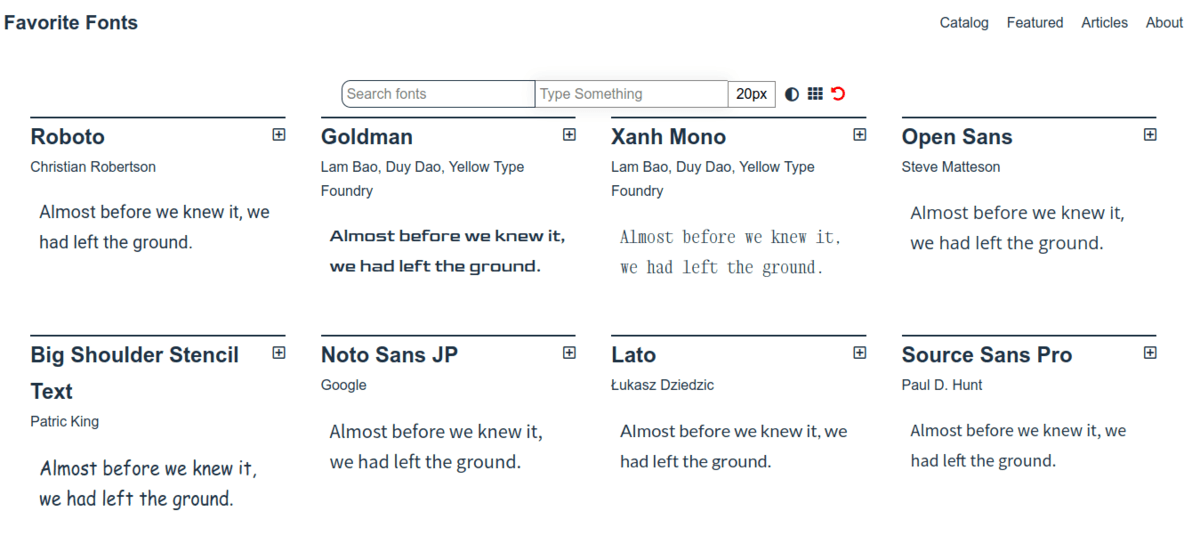 Favorite Fonts
Catalog Featured Articles About
Search fonts
Type Something
20px
Roboto
Christian Robertson
Almost before we knew it, we
had left the ground.
Goldman
Lam Bao, Duy Dao, Yellow Type
Foundry
Almost before we knew it,
we had left the ground.
Xanh Mono
Lam Bao, Duy Dao, Yellow Type
Foundry
Almost before we knew it,
we had left the ground.
Open Sans
Steve Matteson
Almost before we knew it,
we had left the ground.
Big Shoulder Stencil
Text
Patric King
Almost before we knew it,
we had left the ground.
Noto Sans JP
Google
Almost before we knew it,
we had left the ground.
Lato
Łukasz Dziedzic
Almost before we knew it, we
had left the ground.
Source Sans Pro
Paul D. Hunt
Almost before we knew it, we
had left the ground.